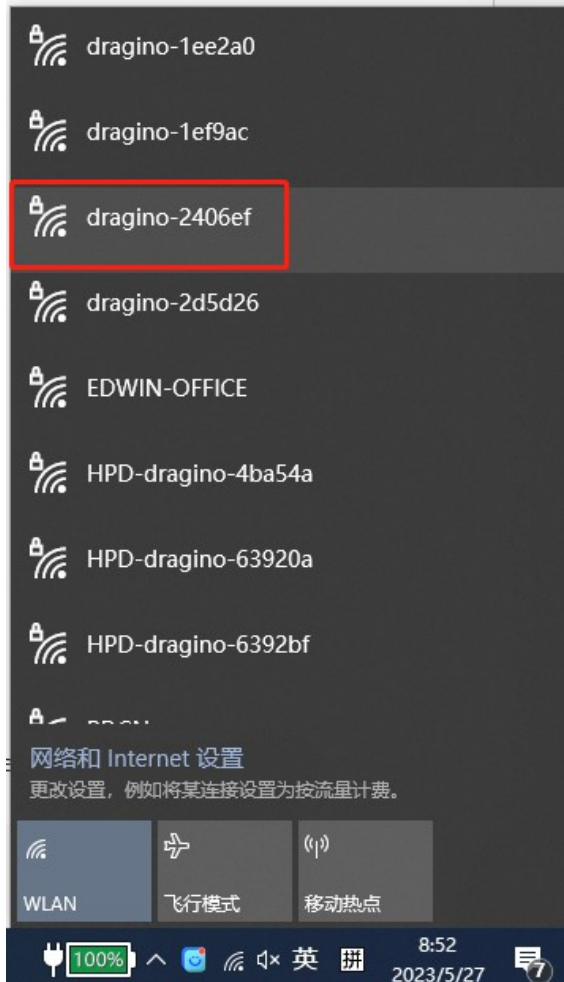 dragino-1ee2a0
dragino-1ef9ac
dragino-2406ef
dragino-2d5d26
EDWIN-OFFICE
HPD-dragino-4ba54a
HPD-dragino-63920a
HPD-dragino-6392bf
网络和 Internet 设置
更改设置，例如将某连接设置为按流量计费。
WLAN 飞行模式 移动热点
100% 英 拼 8:52
2023/5/27 7